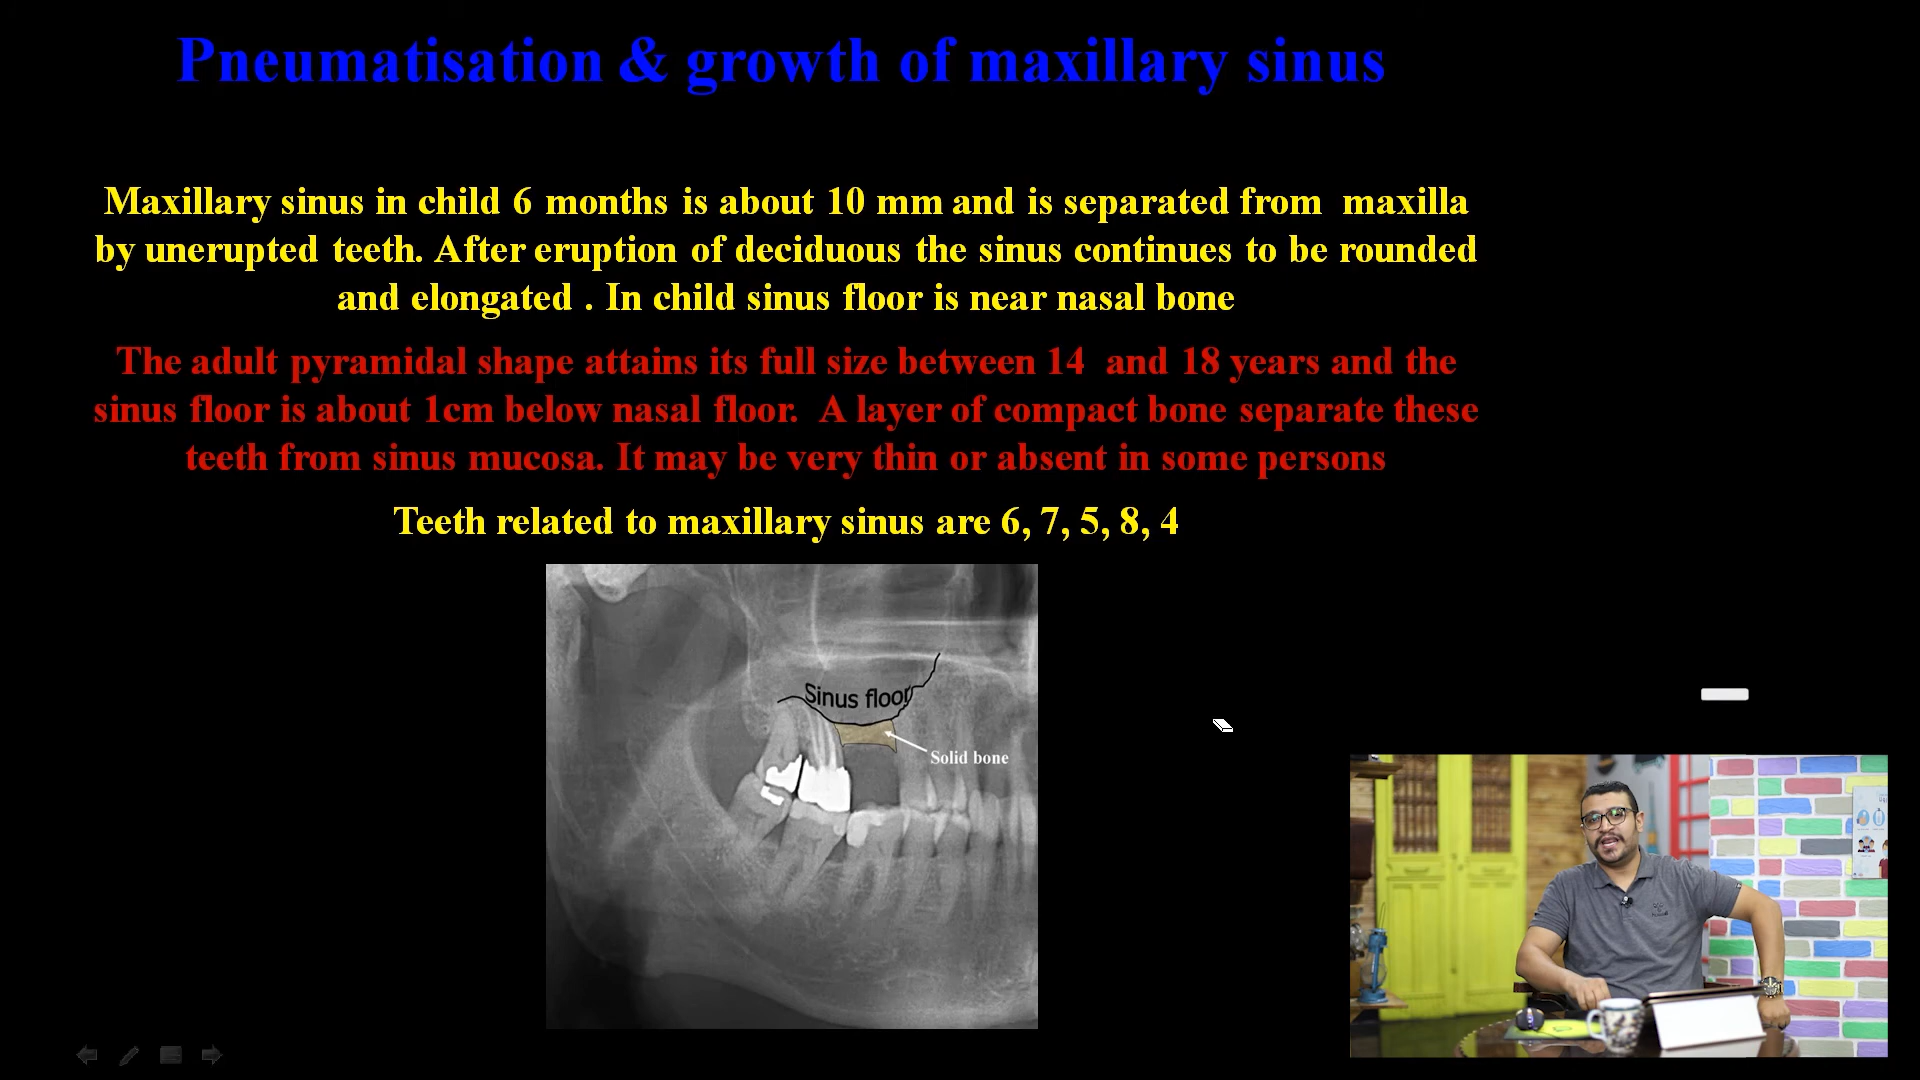 Pneumatisation & growth of maxillary sinus
Maxillary sinus in child 6 months is about 10 mm and is separated from maxilla
by unerupted teeth. After eruption of deciduous the sinus continues to be rounded
and elongated . In child sinus floor is near nasal bone
The adult pyramidal shape attains its full size between 14 and 18 years and the
sinus floor is about 1cm below nasal floor. A layer of compact bone separate these
teeth from sinus mucosa. It may be very thin or absent in some persons
Teeth related to maxillary sinus are 6, 7, 5, 8, 4
Sinus floor
Solid bone